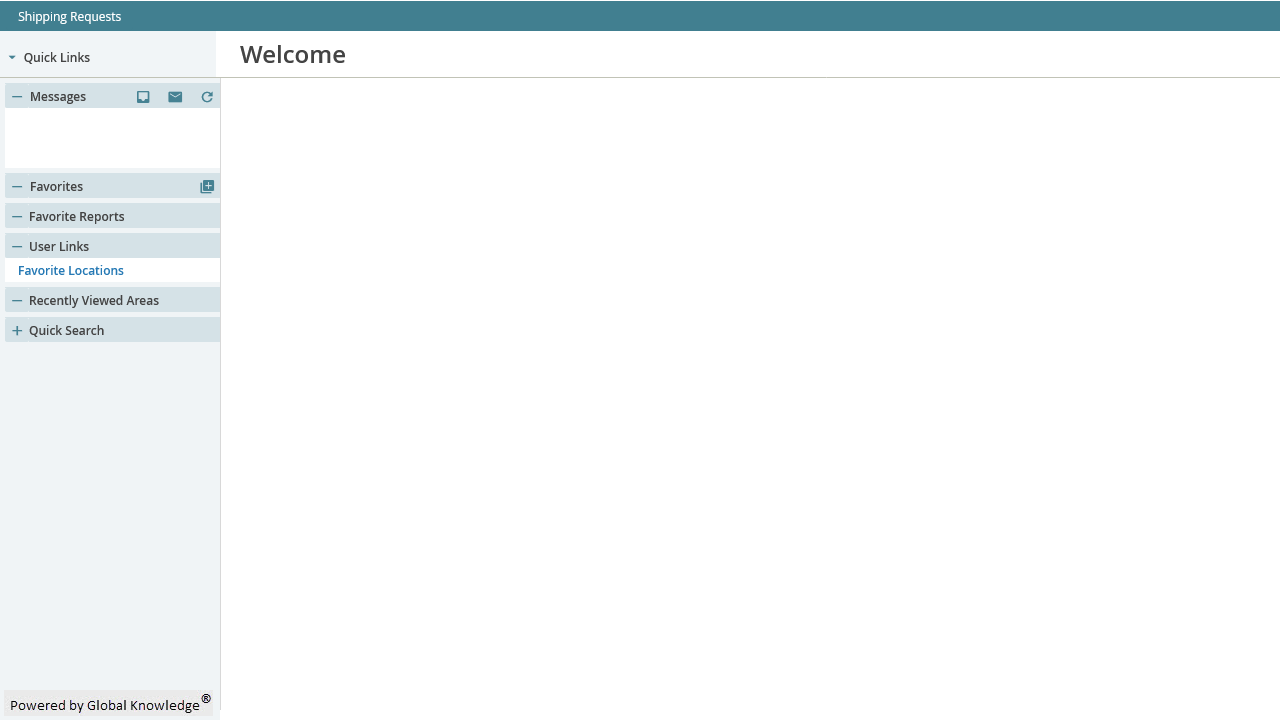 Shipping Requests
Quick Links
Welcome
Messages
Favorites
Favorite Reports
User Links
Favorite Locations
Recently Viewed Areas
Quick Search
Powered by Global Knowledge®